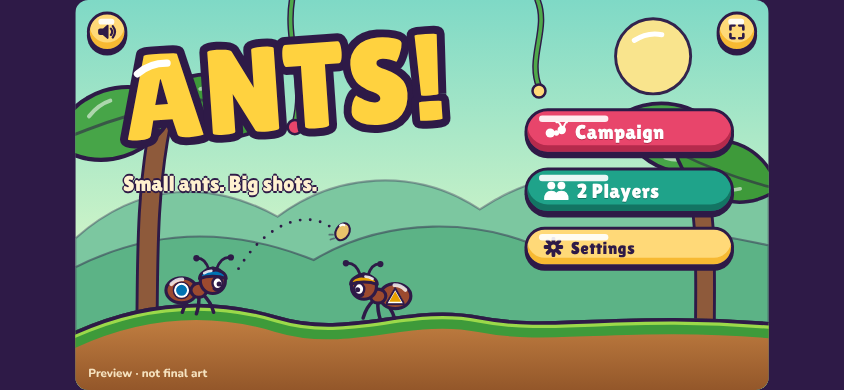 ANTS!
Small ants. Big shots.
Campaign
2 Players
Settings
Preview · not final art